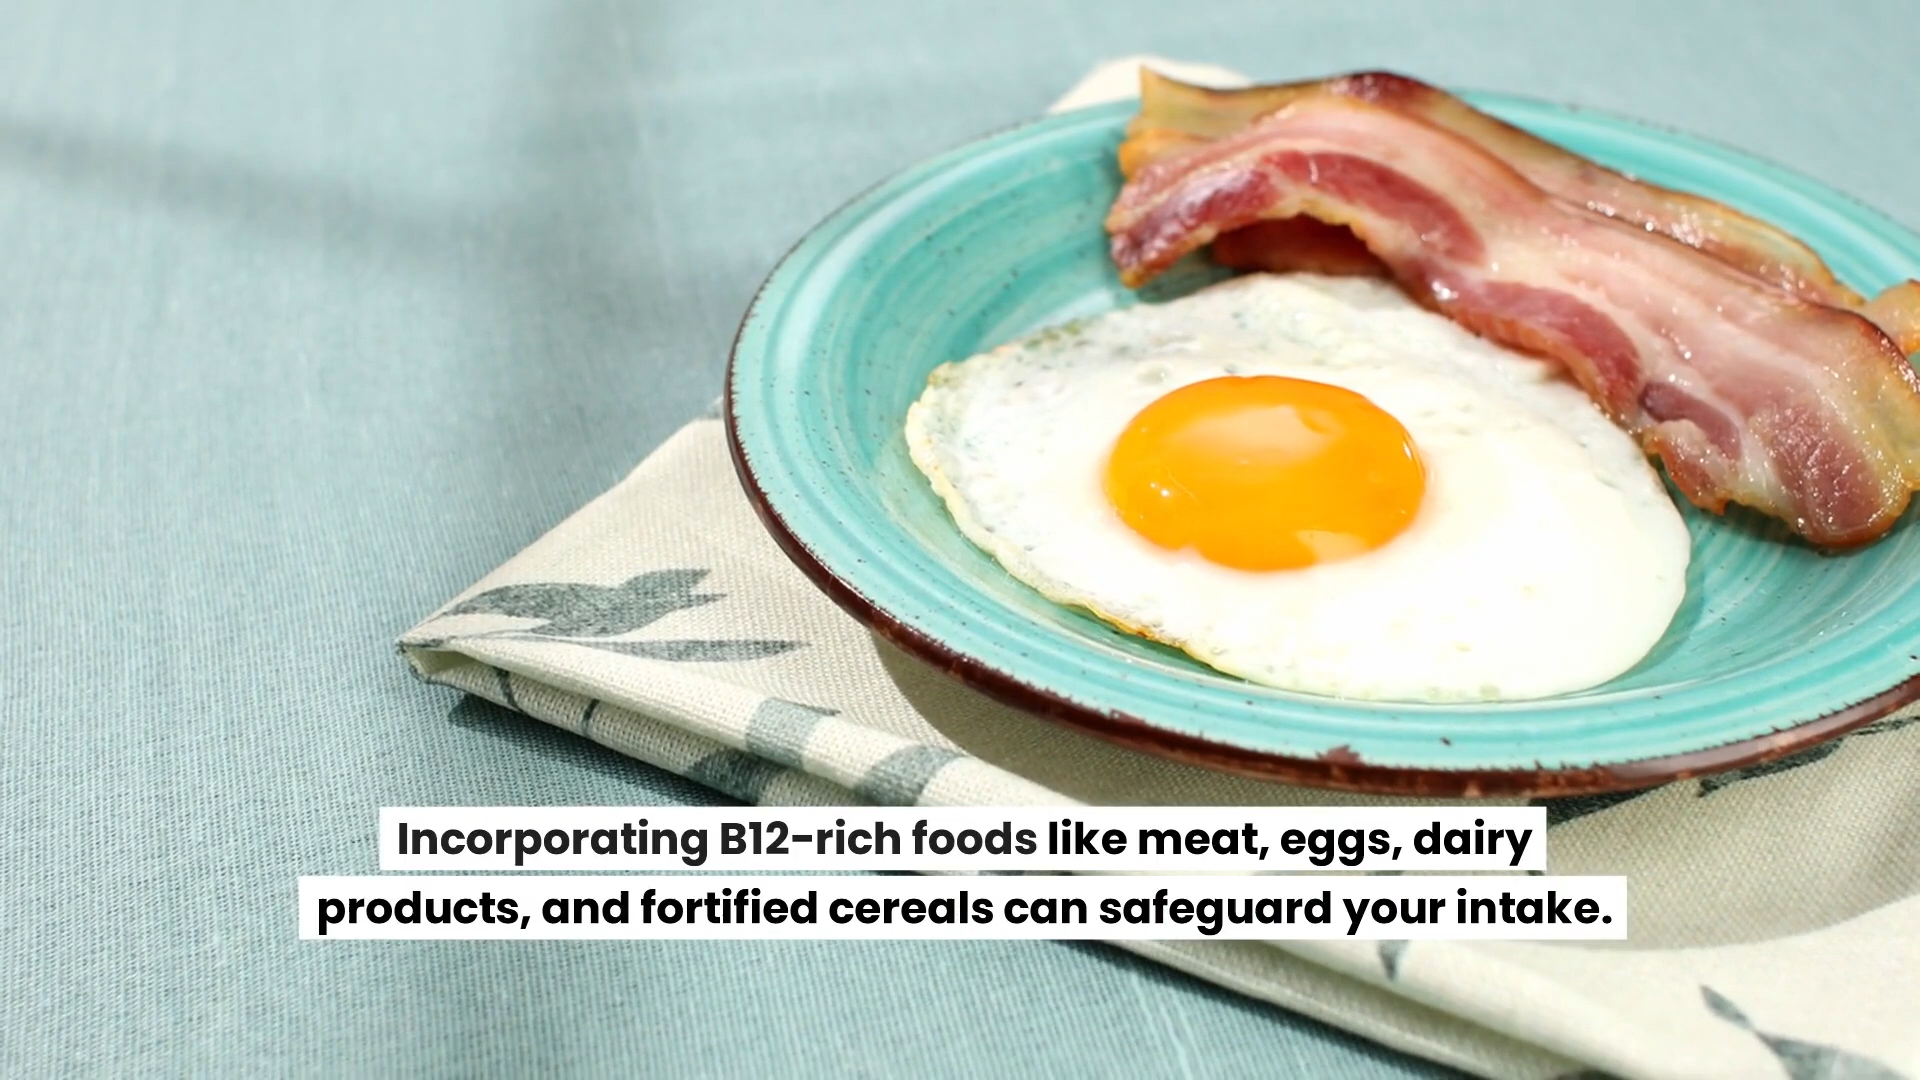 Incorporating B12-rich foods like meat, eggs, dairy
products, and fortified cereals can safeguard your intake.